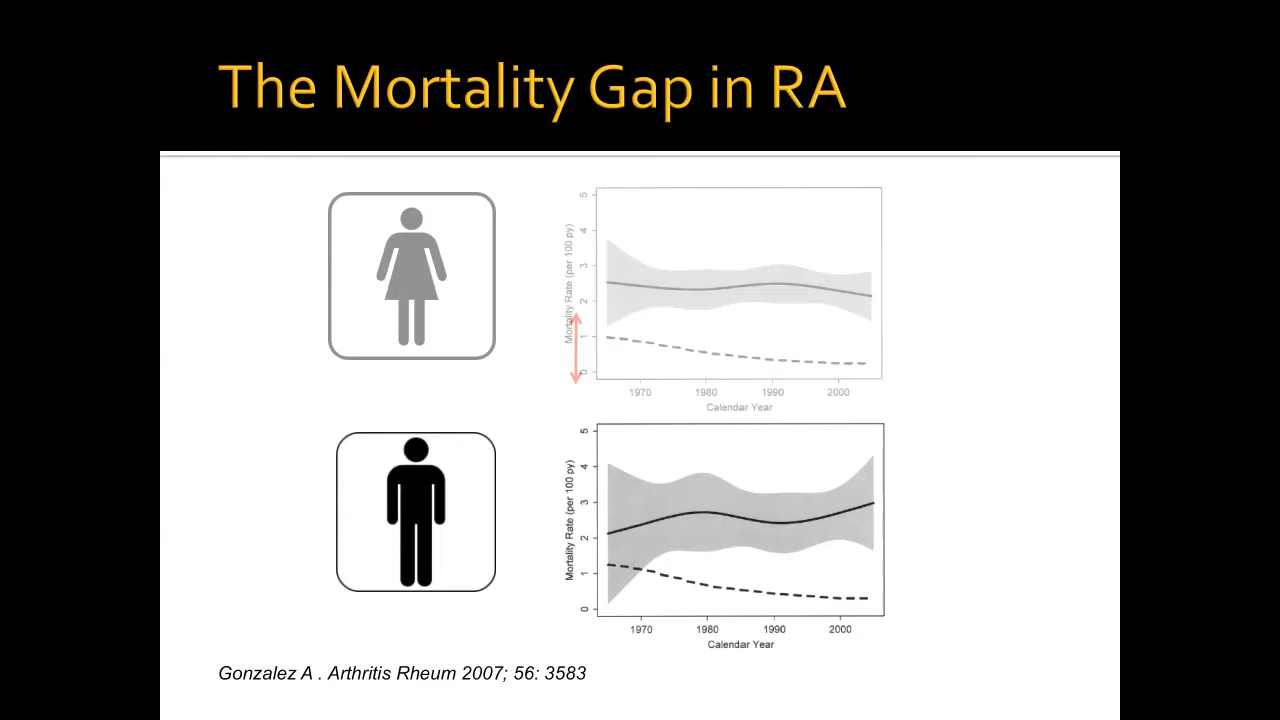 The Mortality Gap in RA
Mortality Rate (per 100 py)
5
4
3
2
1
0
1970 1980 1990 2000
Calendar Year
Mortality Rate (per 100 py)
5
4
3
2
1
0
1970 1980 1990 2000
Calendar Year
Gonzalez A . Arthritis Rheum 2007; 56: 3583